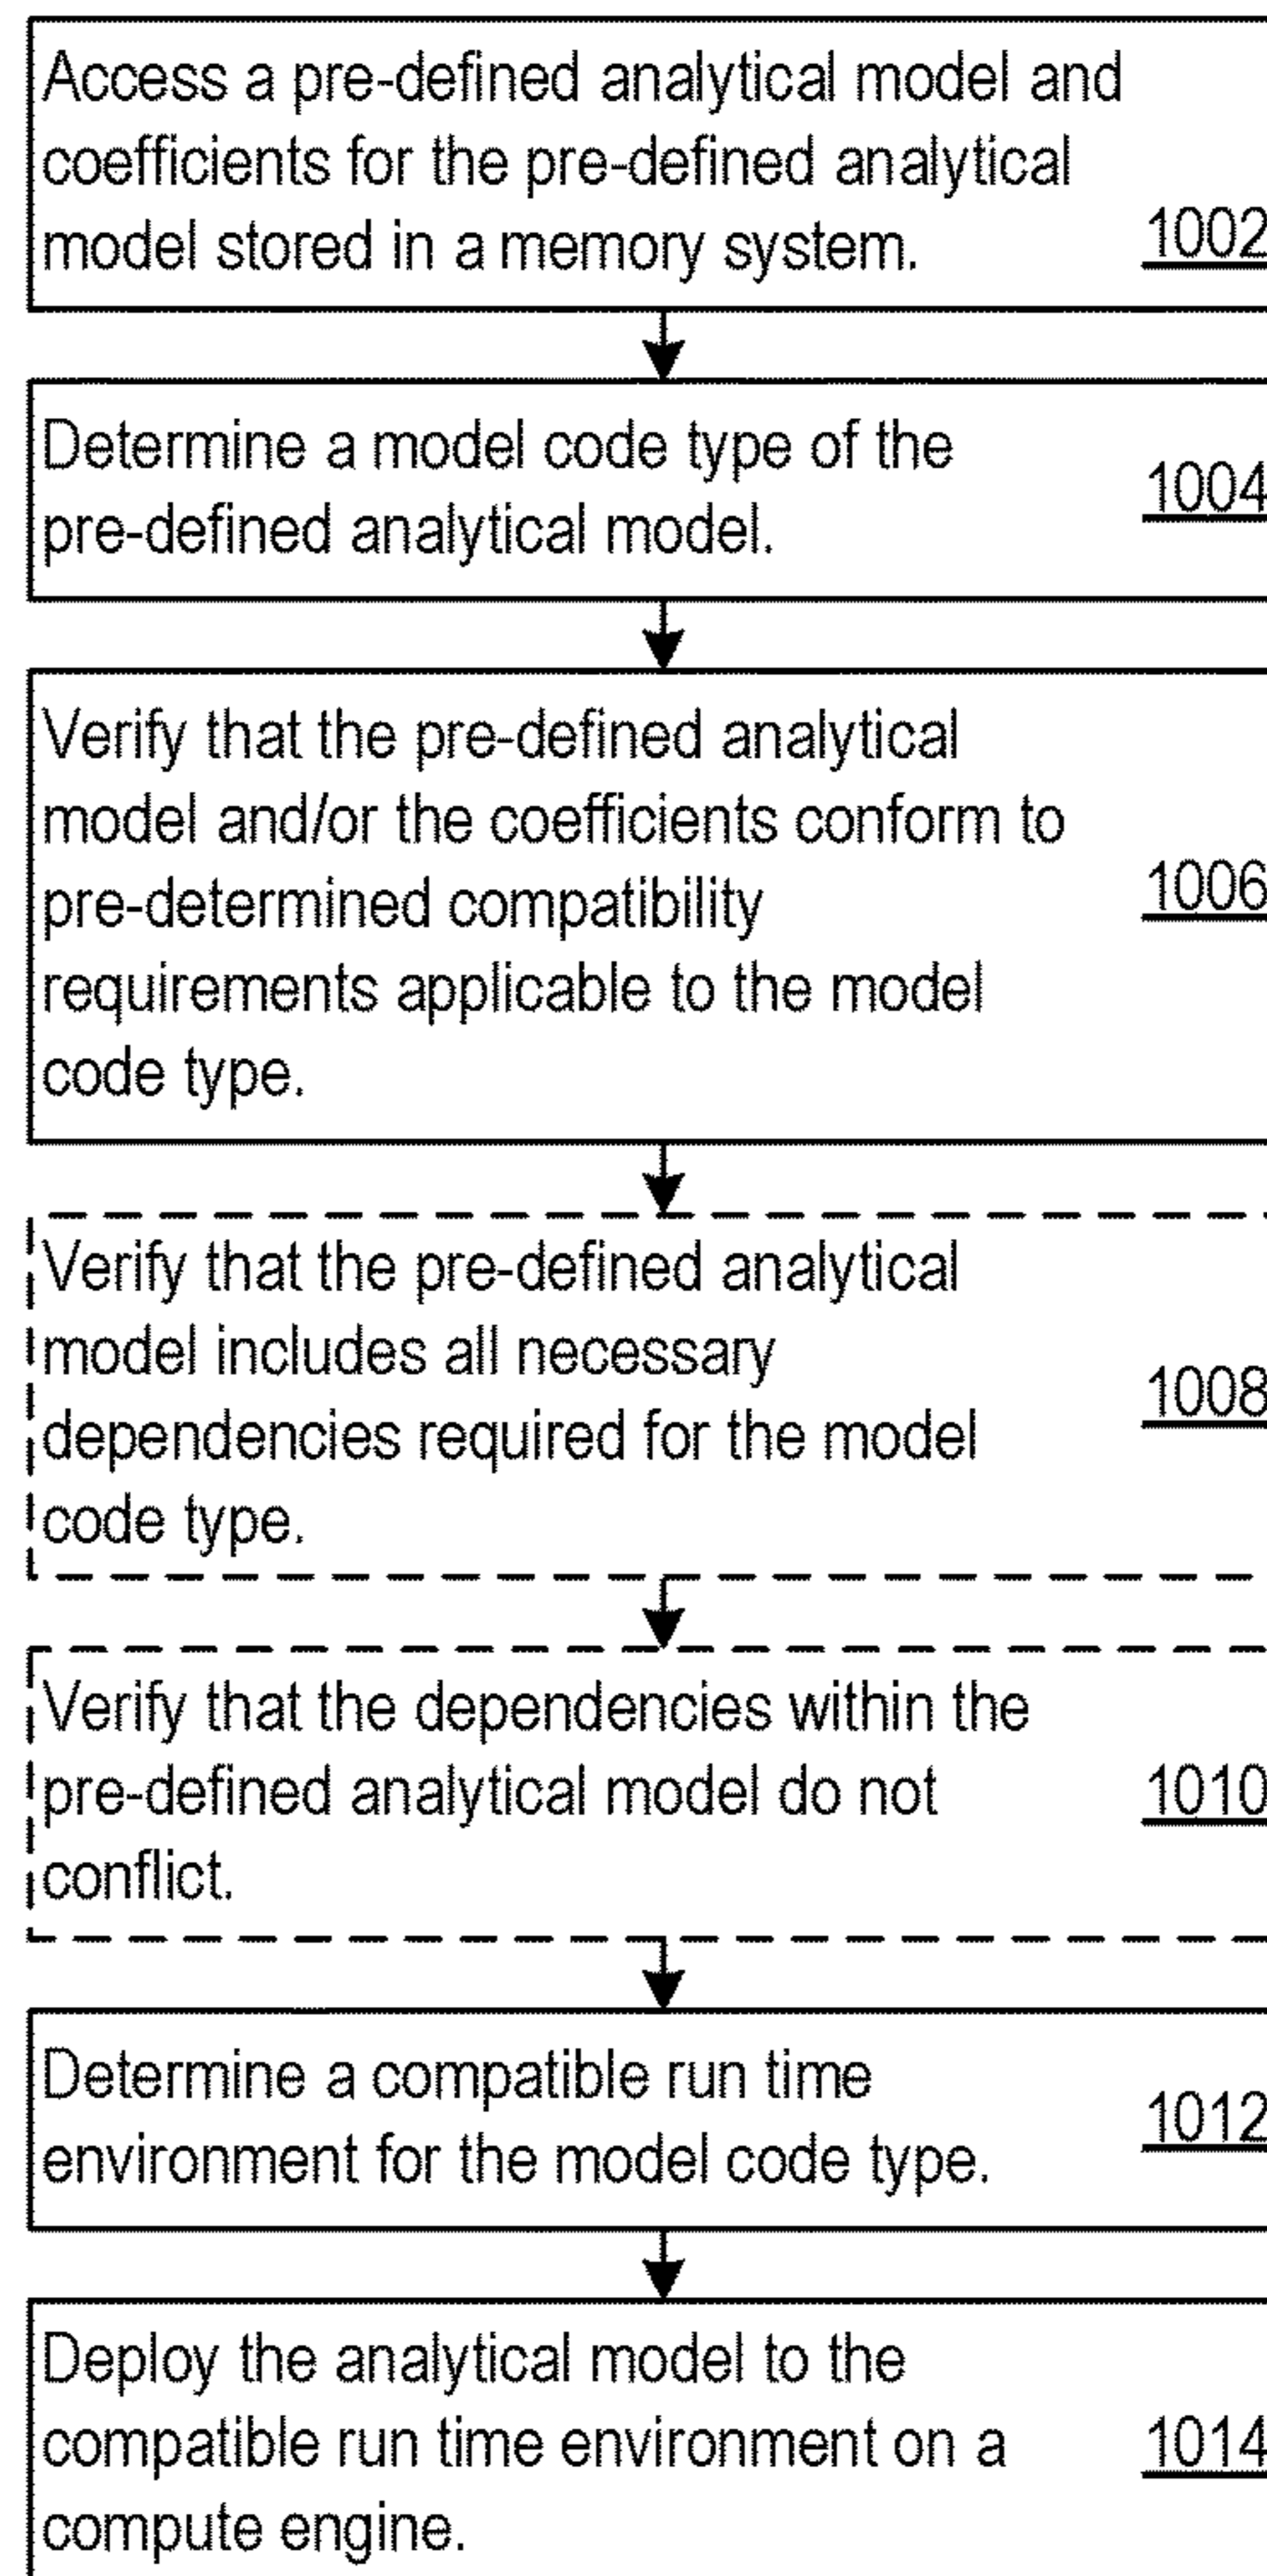 Access a pre-defined analytical model and
coefficients for the pre-defined analytical
model stored in a memory system. 1002
Determine a model code type of the
1004
pre-defined analytical model.
Verify that the pre-defined analytical
model and/or the coefficients conform to
pre-determined compatibility 1006
requirements applicable to the model
code type.
Verify that the pre-defined analytical
model includes all necessary
1008
dependencies required for the model
code type.
Verify that the dependencies within the
pre-defined analytical model do not 1010
conflict.
Determine a compatible run time
1012
environment for the model code type.
Deploy the analytical model to the
compatible run time environment on a 1014
compute engine.